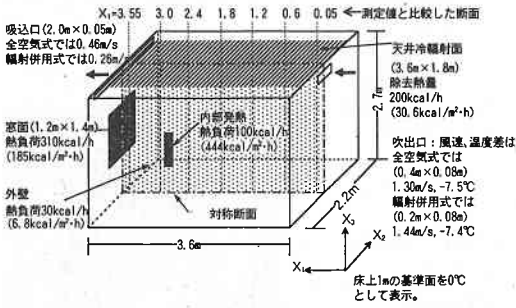 X₁=3.55 3.0 2.4 1.8 1.2 0.6 0.05 ←測定値と比較した断面
吸込口(2.0m×0.05m)
全空気式では0.46m/s
輻射併用式では0.26m/s
天井冷輻射面
(3.6m×1.8m)
除去熱量
200kcal/h
(30.6kcal/m²・h)
2.7m
窓面(1.2m×1.4m)
熱負荷310kcal/h
(185kcal/m²・h)
内部発熱
熱負荷100kcal/h
(444kcal/m²・h)
外壁
熱負荷30kcal/h
(6.8kcal/m²・h)
対称断面
3.6m
2.2m
吹出口：風速、温度差は
全空気式では
(0.4m×0.08m)
1.30m/s,-7.5℃
輻射併用式では
(0.2m×0.08m)
1.44m/s,-7.4℃
X₃
X₂
X₁
床上1mの基準面を0℃
として表示。